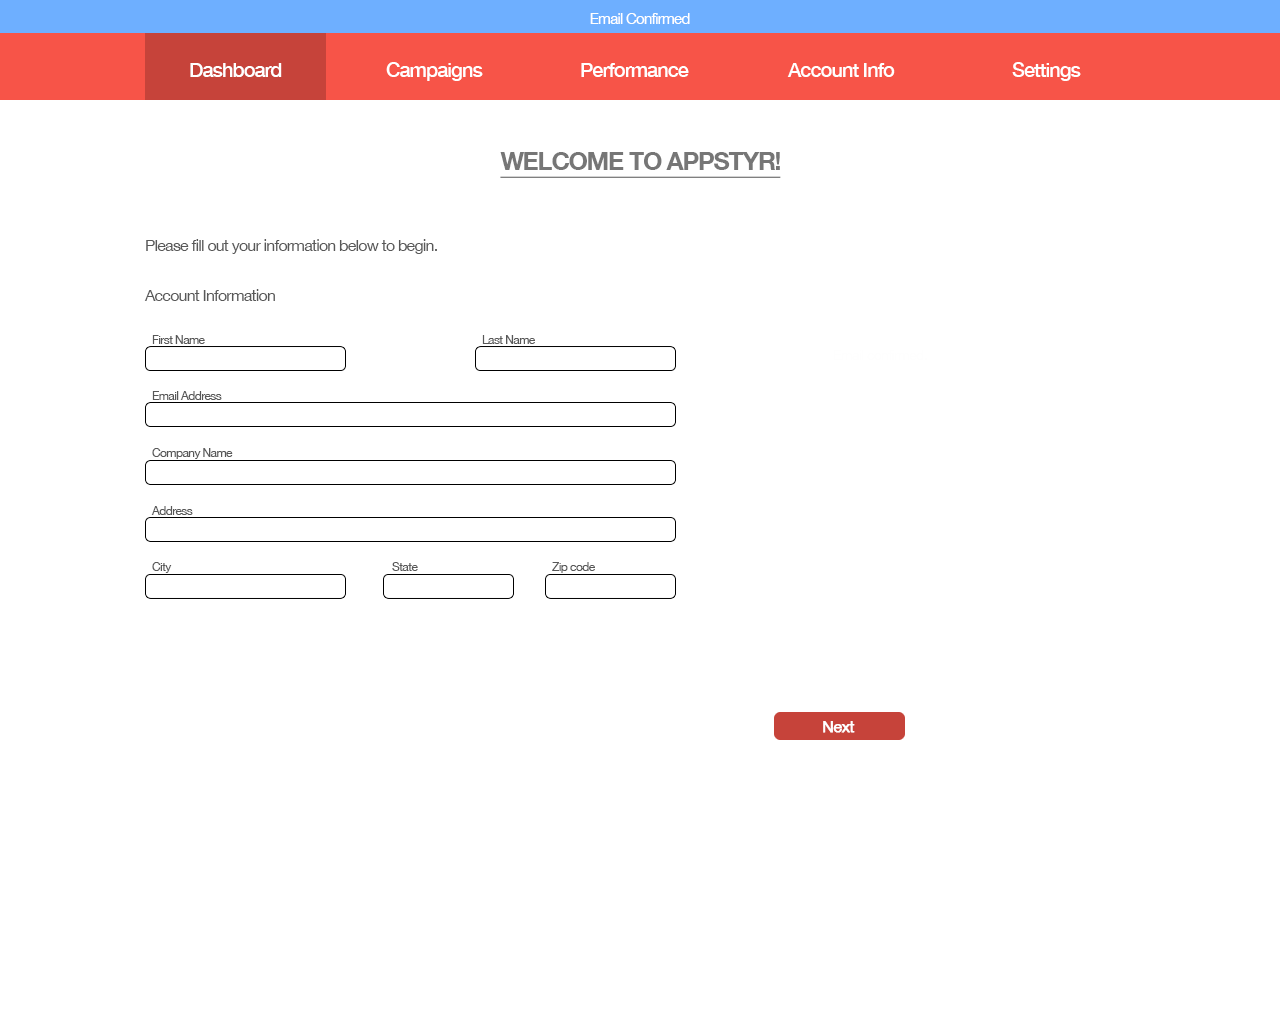 Email Confirmed
Dashboard Campaigns Performance Account Info Settings
WELCOME TO APPSTYR!
Please fill out your information below to begin.
Account Information
First Name Last Name
Email Address
Company Name
Address
City State Zip code
Next